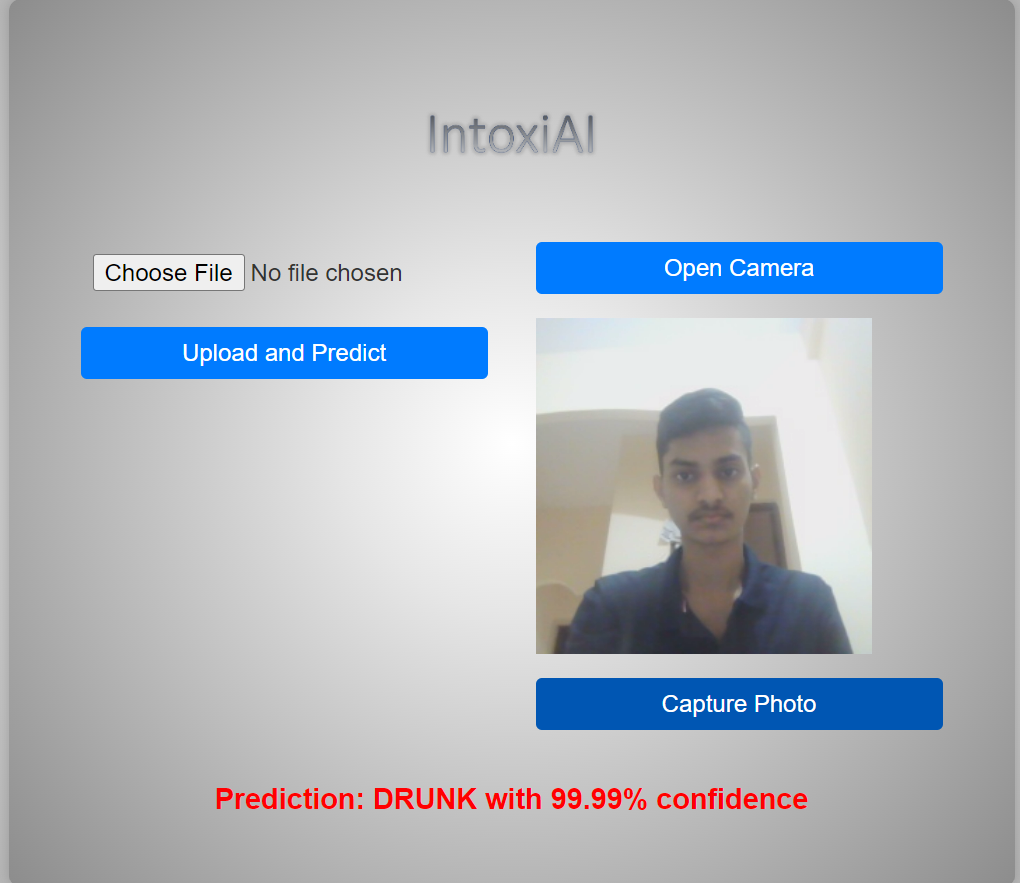 IntoxiAI
Choose File No file chosen
Upload and Predict
Open Camera
Capture Photo
Prediction: DRUNK with 99.99% confidence